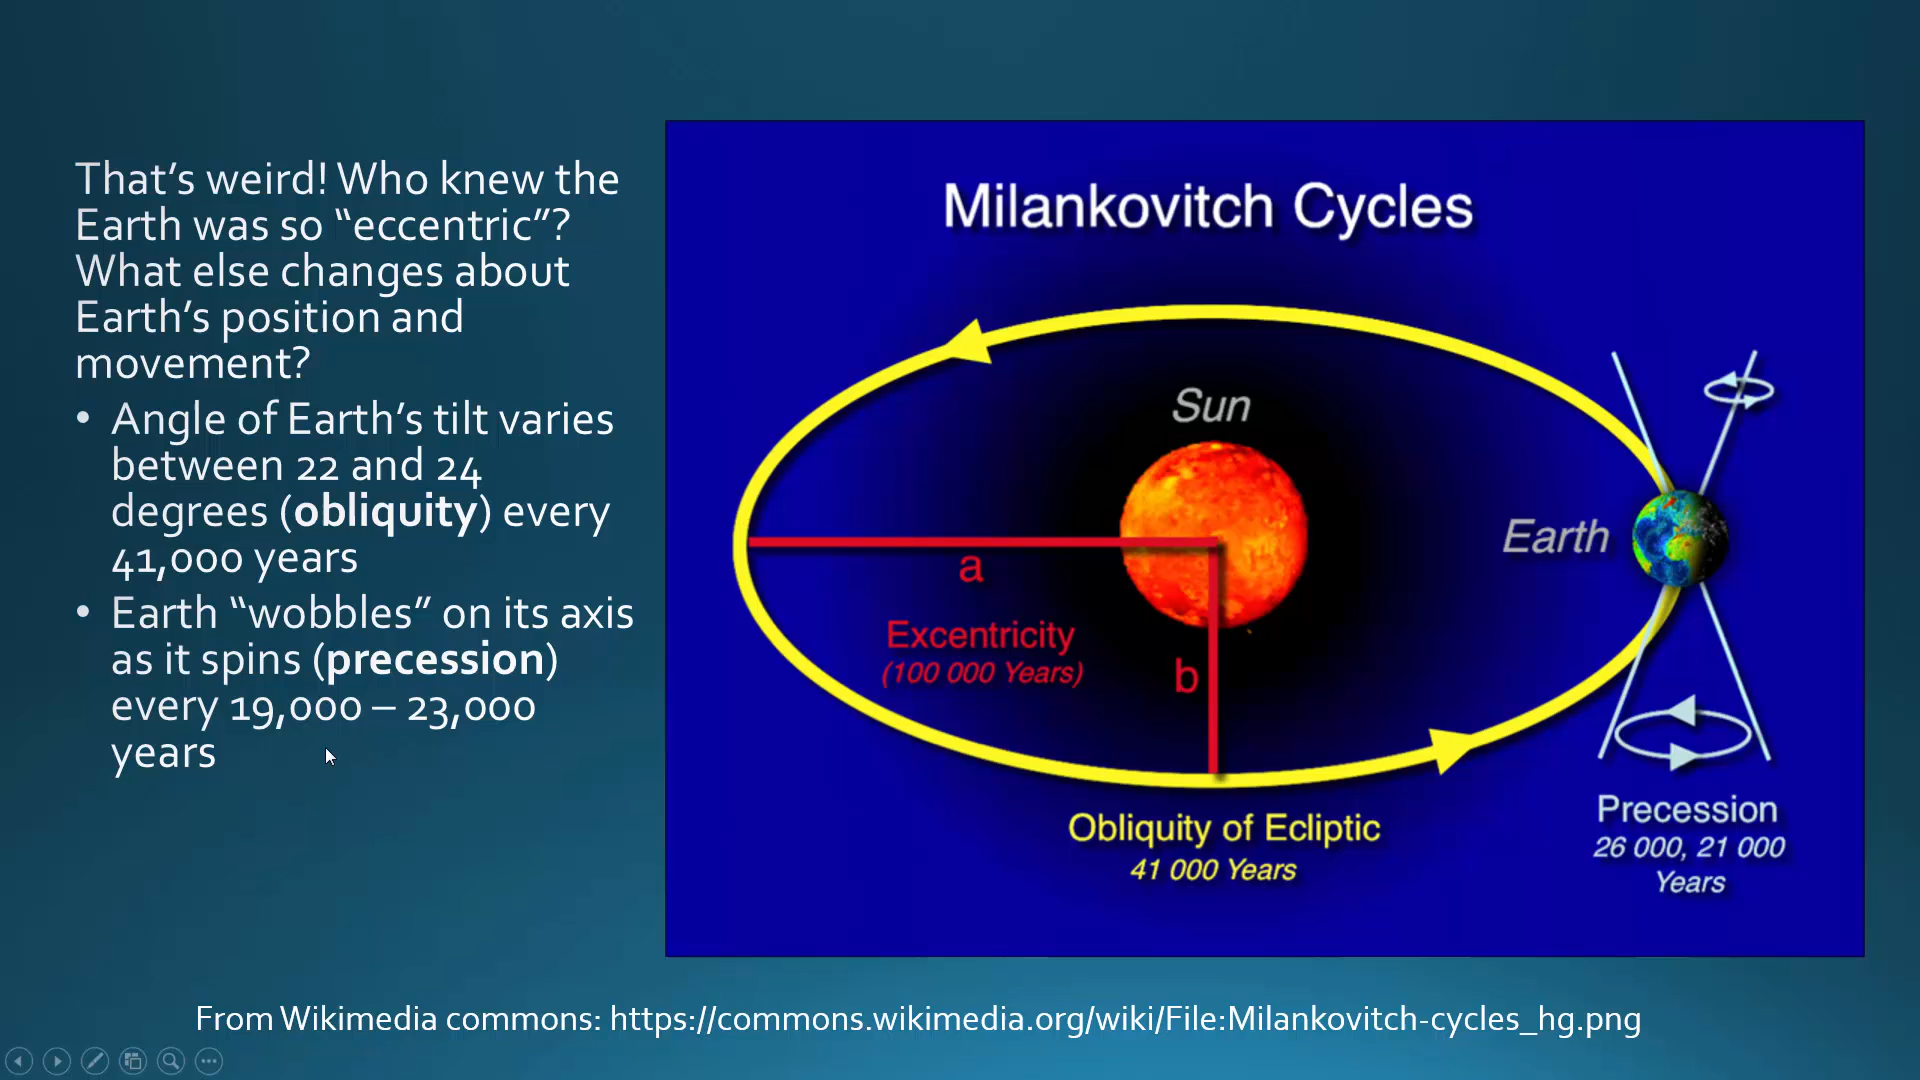 That’s weird! Who knew the
Earth was so “eccentric”?
What else changes about
Earth’s position and
movement?
• Angle of Earth’s tilt varies
between 22 and 24
degrees (obliquity) every
41,000 years
• Earth “wobbles” on its axis
as it spins (precession)
every 19,000 – 23,000
years
Milankovitch Cycles
Sun
Earth
a
Excentricity
(100 000 Years)
b
Obliquity of Ecliptic
41 000 Years
Precession
26 000, 21 000
Years
From Wikimedia commons: https://commons.wikimedia.org/wiki/File:Milankovitch-cycles_hg.png